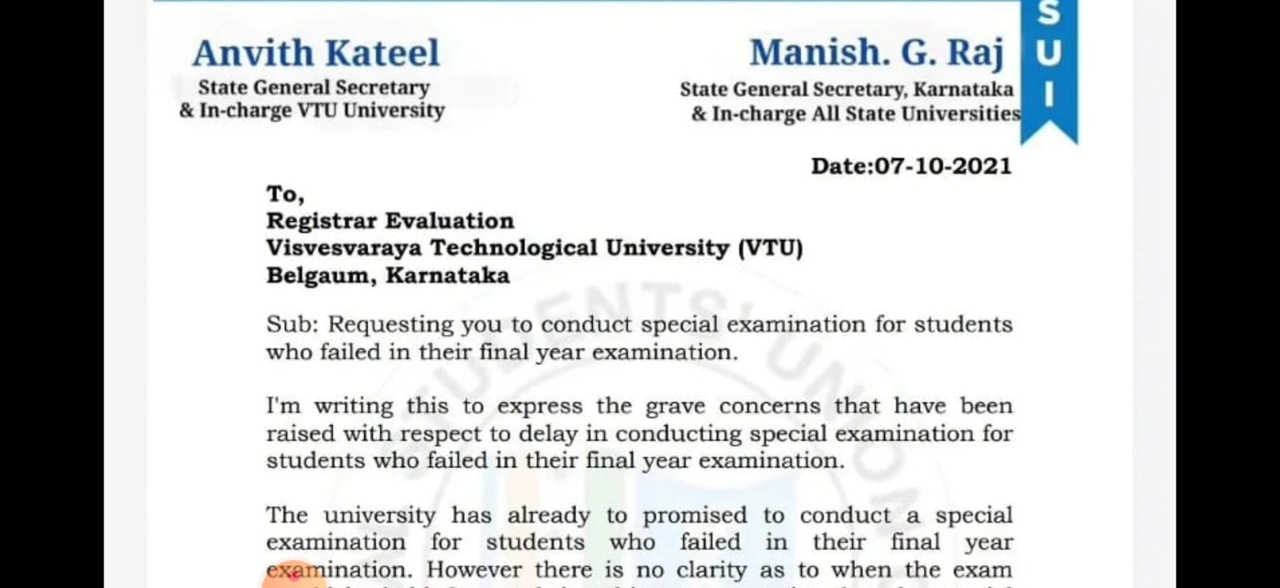 Anvith Kateel
State General Secretary
& In-charge VTU University
Manish. G. Raj
State General Secretary, Karnataka
& In-charge All State Universities
S
U
I
Date:07-10-2021
To,
Registrar Evaluation
Visvesvaraya Technological University (VTU)
Belgaum, Karnataka
Sub: Requesting you to conduct special examination for students
who failed in their final year examination.
I'm writing this to express the grave concerns that have been
raised with respect to delay in conducting special examination for
students who failed in their final year examination.
The university has already to promised to conduct a special
examination for students who failed in their final year
examination. However there is no clarity as to when the exam
STUDENTS' UNION